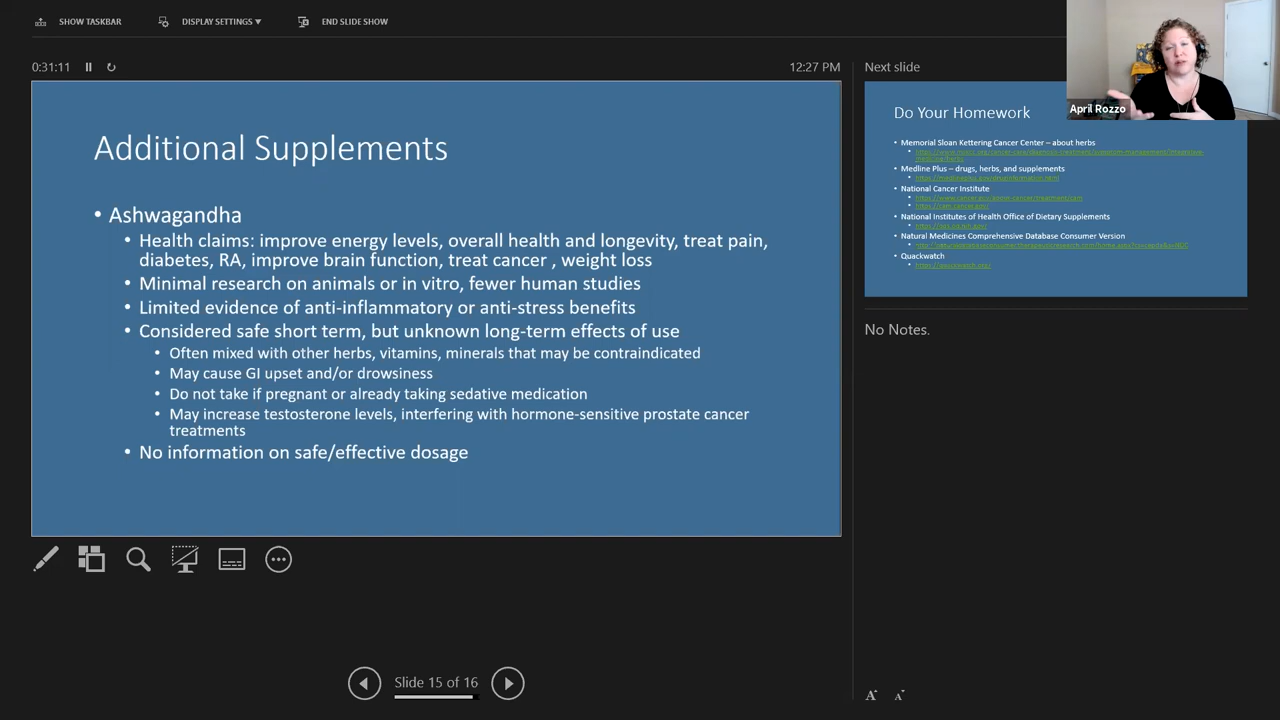 SHOW TASKBAR
DISPLAY SETTINGS ▼
END SLIDE SHOW
0:31:11
12:27 PM
Additional Supplements
• Ashwagandha
• Health claims: improve energy levels, overall health and longevity, treat pain,
diabetes, RA, improve brain function, treat cancer , weight loss
• Minimal research on animals or in vitro, fewer human studies
• Limited evidence of anti-inflammatory or anti-stress benefits
• Considered safe short term, but unknown long-term effects of use
• Often mixed with other herbs, vitamins, minerals that may be contraindicated
• May cause GI upset and/or drowsiness
• Do not take if pregnant or already taking sedative medication
• May increase testosterone levels, interfering with hormone-sensitive prostate cancer
treatments
• No information on safe/effective dosage
Slide 15 of 16
Next slide
April Rozzo
Do Your Homework
• Memorial Sloan Kettering Cancer Center – about herbs
• Medline Plus – drugs, herbs, and supplements
• National Cancer Institute
• National Institutes of Health Office of Dietary Supplements
• Natural Medicines Comprehensive Database Consumer Version
• Quackwatch
No Notes.
A
A